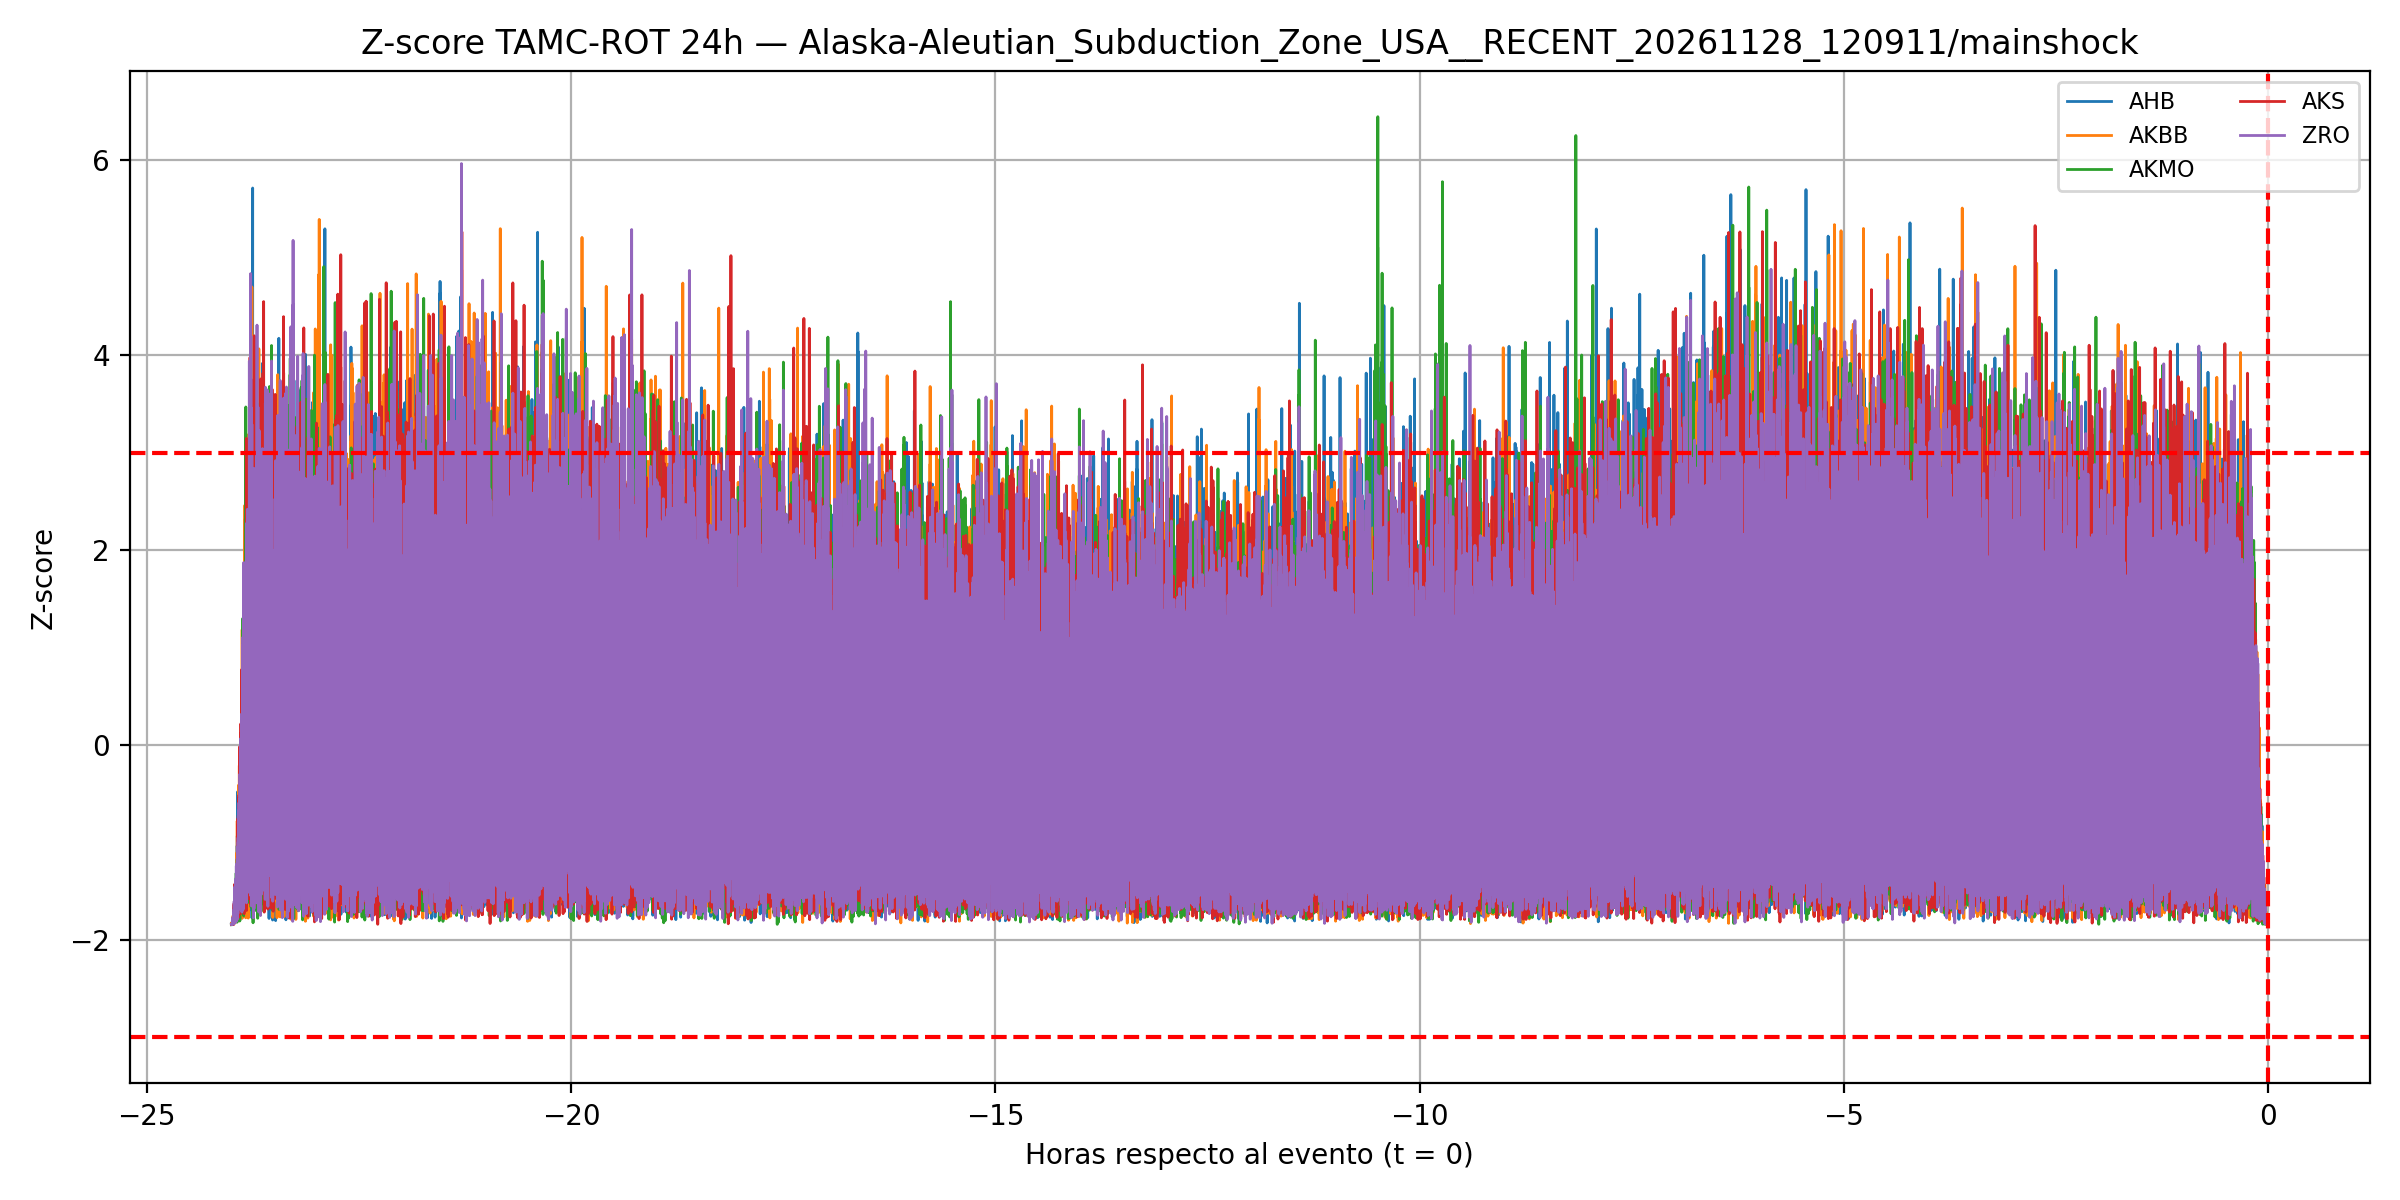 Z-score TAMC-ROT 24h — Alaska-Aleutian_Subduction_Zone_USA__RECENT_20261128_120911/mainshock
AHB
AKBB
AKMO
AKS
ZRO
6
4
2
0
−2
Z-score
−25
−20
−15
−10
−5
0
Horas respecto al evento (t = 0)